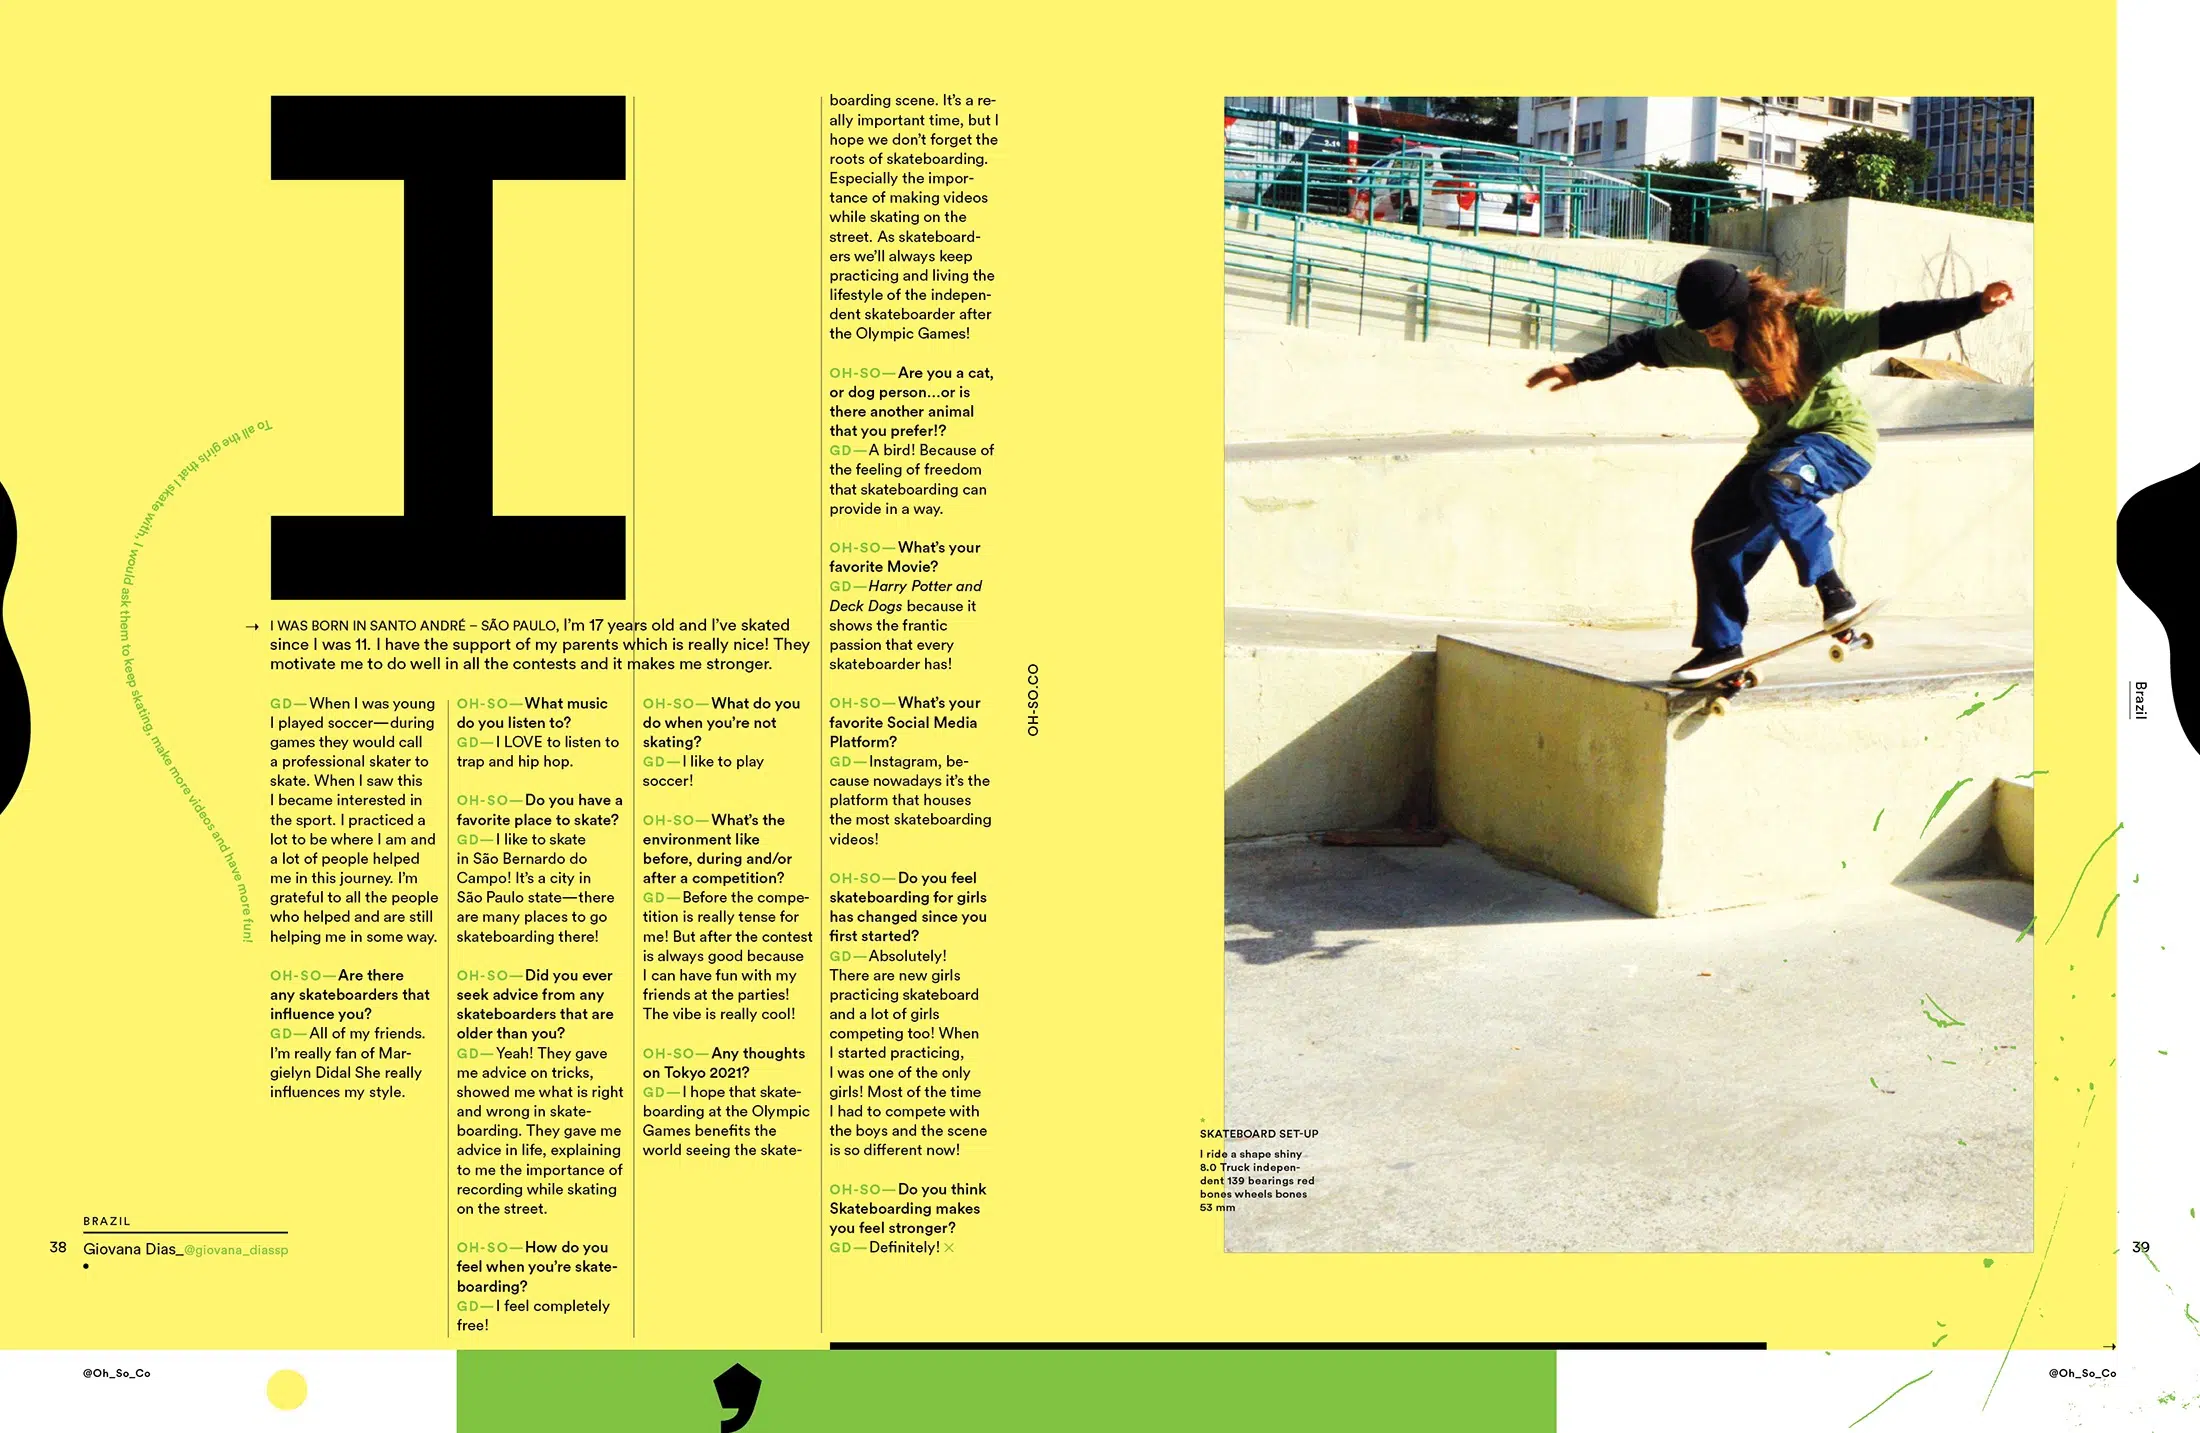 I
To all the girls that I skate with, I would ask them to keep skating, make more videos and have more fun!
→ I WAS BORN IN SANTO ANDRÉ – SÃO PAULO, I’m 17 years old and I’ve skated
since I was 11. I have the support of my parents which is really nice! They
motivate me to do well in all the contests and it makes me stronger.
GD—When I was young
I played soccer—during
games they would call
a professional skater to
skate. When I saw this
I became interested in
the sport. I practiced a
lot to be where I am and
a lot of people helped
me in this journey. I’m
grateful to all the people
who helped and are still
helping me in some way.
OH-SO—Are there
any skateboarders that
influence you?
GD—All of my friends.
I’m really fan of Mar-
gielyn Didal She really
influences my style.
OH-SO—What music
do you listen to?
GD—I LOVE to listen to
trap and hip hop.
OH-SO—Do you have a
favorite place to skate?
GD—I like to skate
in São Bernardo do
Campo! It’s a city in
São Paulo state—there
are many places to go
skateboarding there!
OH-SO—Did you ever
seek advice from any
skateboarders that are
older than you?
GD—Yeah! They gave
me advice on tricks,
showed me what is right
and wrong in skate-
boarding. They gave me
advice in life, explaining
to me the importance of
recording while skating
on the street.
OH-SO—How do you
feel when you’re skate-
boarding?
GD—I feel completely
free!
OH-SO—What do you
do when you’re not
skating?
GD—I like to play
soccer!
OH-SO—What’s the
environment like
before, during and/or
after a competition?
GD—Before the compe-
tition is really tense for
me! But after the contest
is always good because
I can have fun with my
friends at the parties!
The vibe is really cool!
OH-SO—Any thoughts
on Tokyo 2021?
GD—I hope that skate-
boarding at the Olympic
Games benefits the
world seeing the skate-
boarding scene. It’s a re-
ally important time, but I
hope we don’t forget the
roots of skateboarding.
Especially the impor-
tance of making videos
while skating on the
street. As skateboard-
ers we’ll always keep
practicing and living the
lifestyle of the indepen-
dent skateboarder after
the Olympic Games!
OH-SO—Are you a cat,
or dog person...or is
there another animal
that you prefer!?
GD—A bird! Because of
the feeling of freedom
that skateboarding can
provide in a way.
OH-SO—What’s your
favorite Movie?
GD—Harry Potter and
Deck Dogs because it
shows the frantic
passion that every
skateboarder has!
OH-SO—What’s your
favorite Social Media
Platform?
GD—Instagram, be-
cause nowadays it’s the
platform that houses
the most skateboarding
videos!
OH-SO—Do you feel
skateboarding for girls
has changed since you
first started?
GD—Absolutely!
There are new girls
practicing skateboard
and a lot of girls
competing too! When
I started practicing,
I was one of the only
girls! Most of the time
I had to compete with
the boys and the scene
is so different now!
OH-SO—Do you think
Skateboarding makes
you feel stronger?
GD—Definitely! ×
OH-SO.CO
BRAZIL
38 Giovana Dias_@giovana_diassp
@Oh_So_Co
*
SKATEBOARD SET-UP
I ride a shape shiny
8.0 Truck indepen-
dent 139 bearings red
bones wheels bones
53 mm
Brazil
39
→
@Oh_So_Co